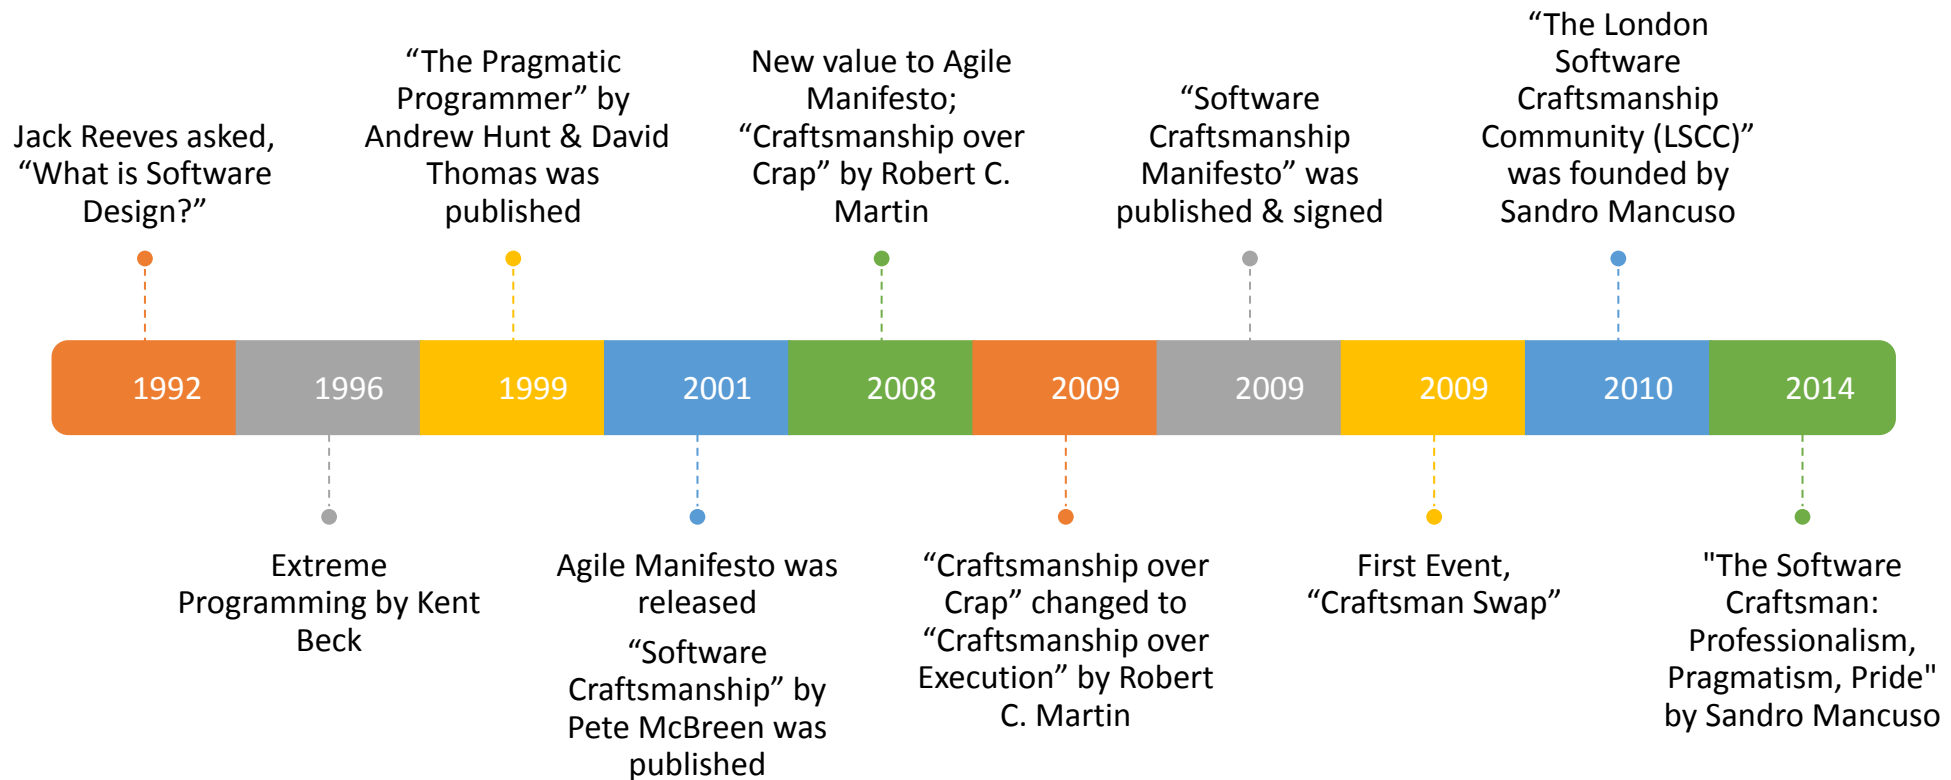 Jack Reeves asked,
“What is Software
Design?”
“The Pragmatic
Programmer” by
Andrew Hunt & David
Thomas was
published
New value to Agile
Manifesto;
“Craftsmanship over
Crap” by Robert C.
Martin
“Software
Craftsmanship
Manifesto” was
published & signed
“The London
Software
Craftsmanship
Community (LSCC)”
was founded by
Sandro Mancuso
1992
1996
1999
2001
2008
2009
2009
2009
2010
2014
Extreme
Programming by Kent
Beck
Agile Manifesto was
released
“Software
Craftsmanship” by
Pete McBreen was
published
“Craftsmanship over
Crap” changed to
“Craftsmanship over
Execution” by Robert
C. Martin
First Event,
“Craftsman Swap”
"The Software
Craftsman:
Professionalism,
Pragmatism, Pride"
by Sandro Mancuso